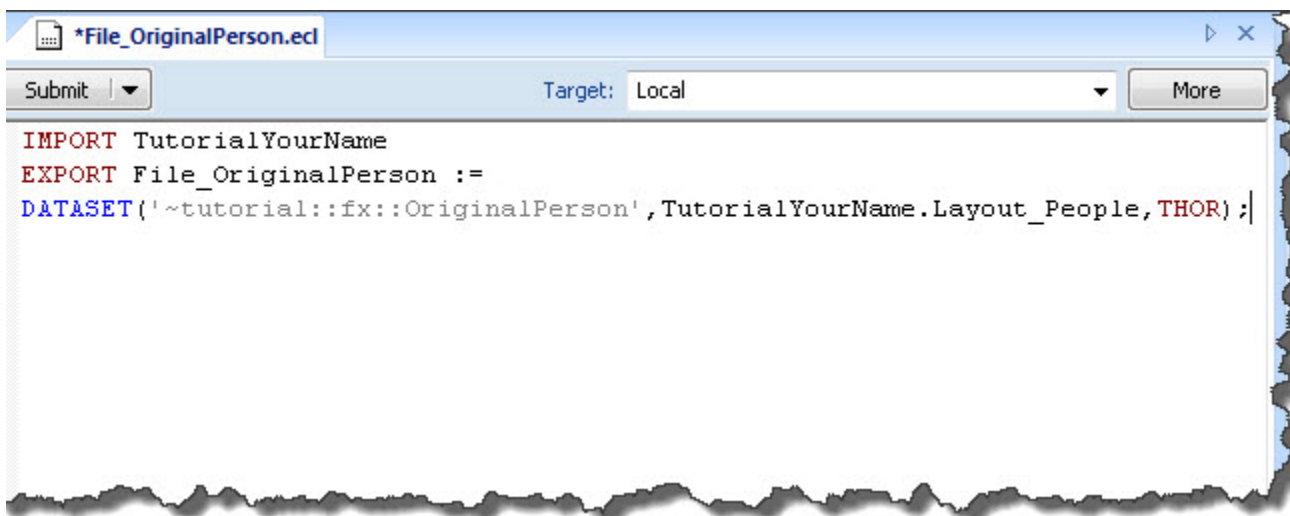 *File_OriginalPerson.ecl
Submit Target: Local More
IMPORT TutorialYourName
EXPORT File_OriginalPerson :=
DATASET('~tutorial::fx::OriginalPerson',TutorialYourName.Layout_People,THOR);